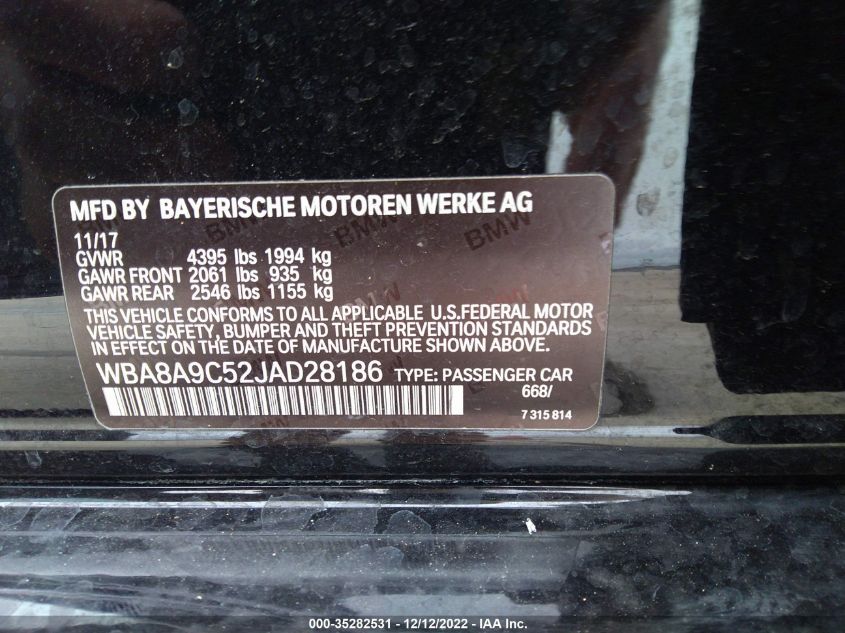 MFD BY BAYERISCHE MOTOREN WERKE AG
11/17
GVWR 4395 lbs 1994 kg
GAWR FRONT 2061 lbs 935 kg
GAWR REAR 2546 lbs 1155 kg
THIS VEHICLE CONFORMS TO ALL APPLICABLE U.S.FEDERAL MOTOR
VEHICLE SAFETY, BUMPER AND THEFT PREVENTION STANDARDS
IN EFFECT ON THE DATE OF MANUFACTURE SHOWN ABOVE.
WBA8A9C52JAD28186 TYPE: PASSENGER CAR
668/
7 315 814
BMW
BMW
000-35282531 - 12/12/2022 - IAA Inc.